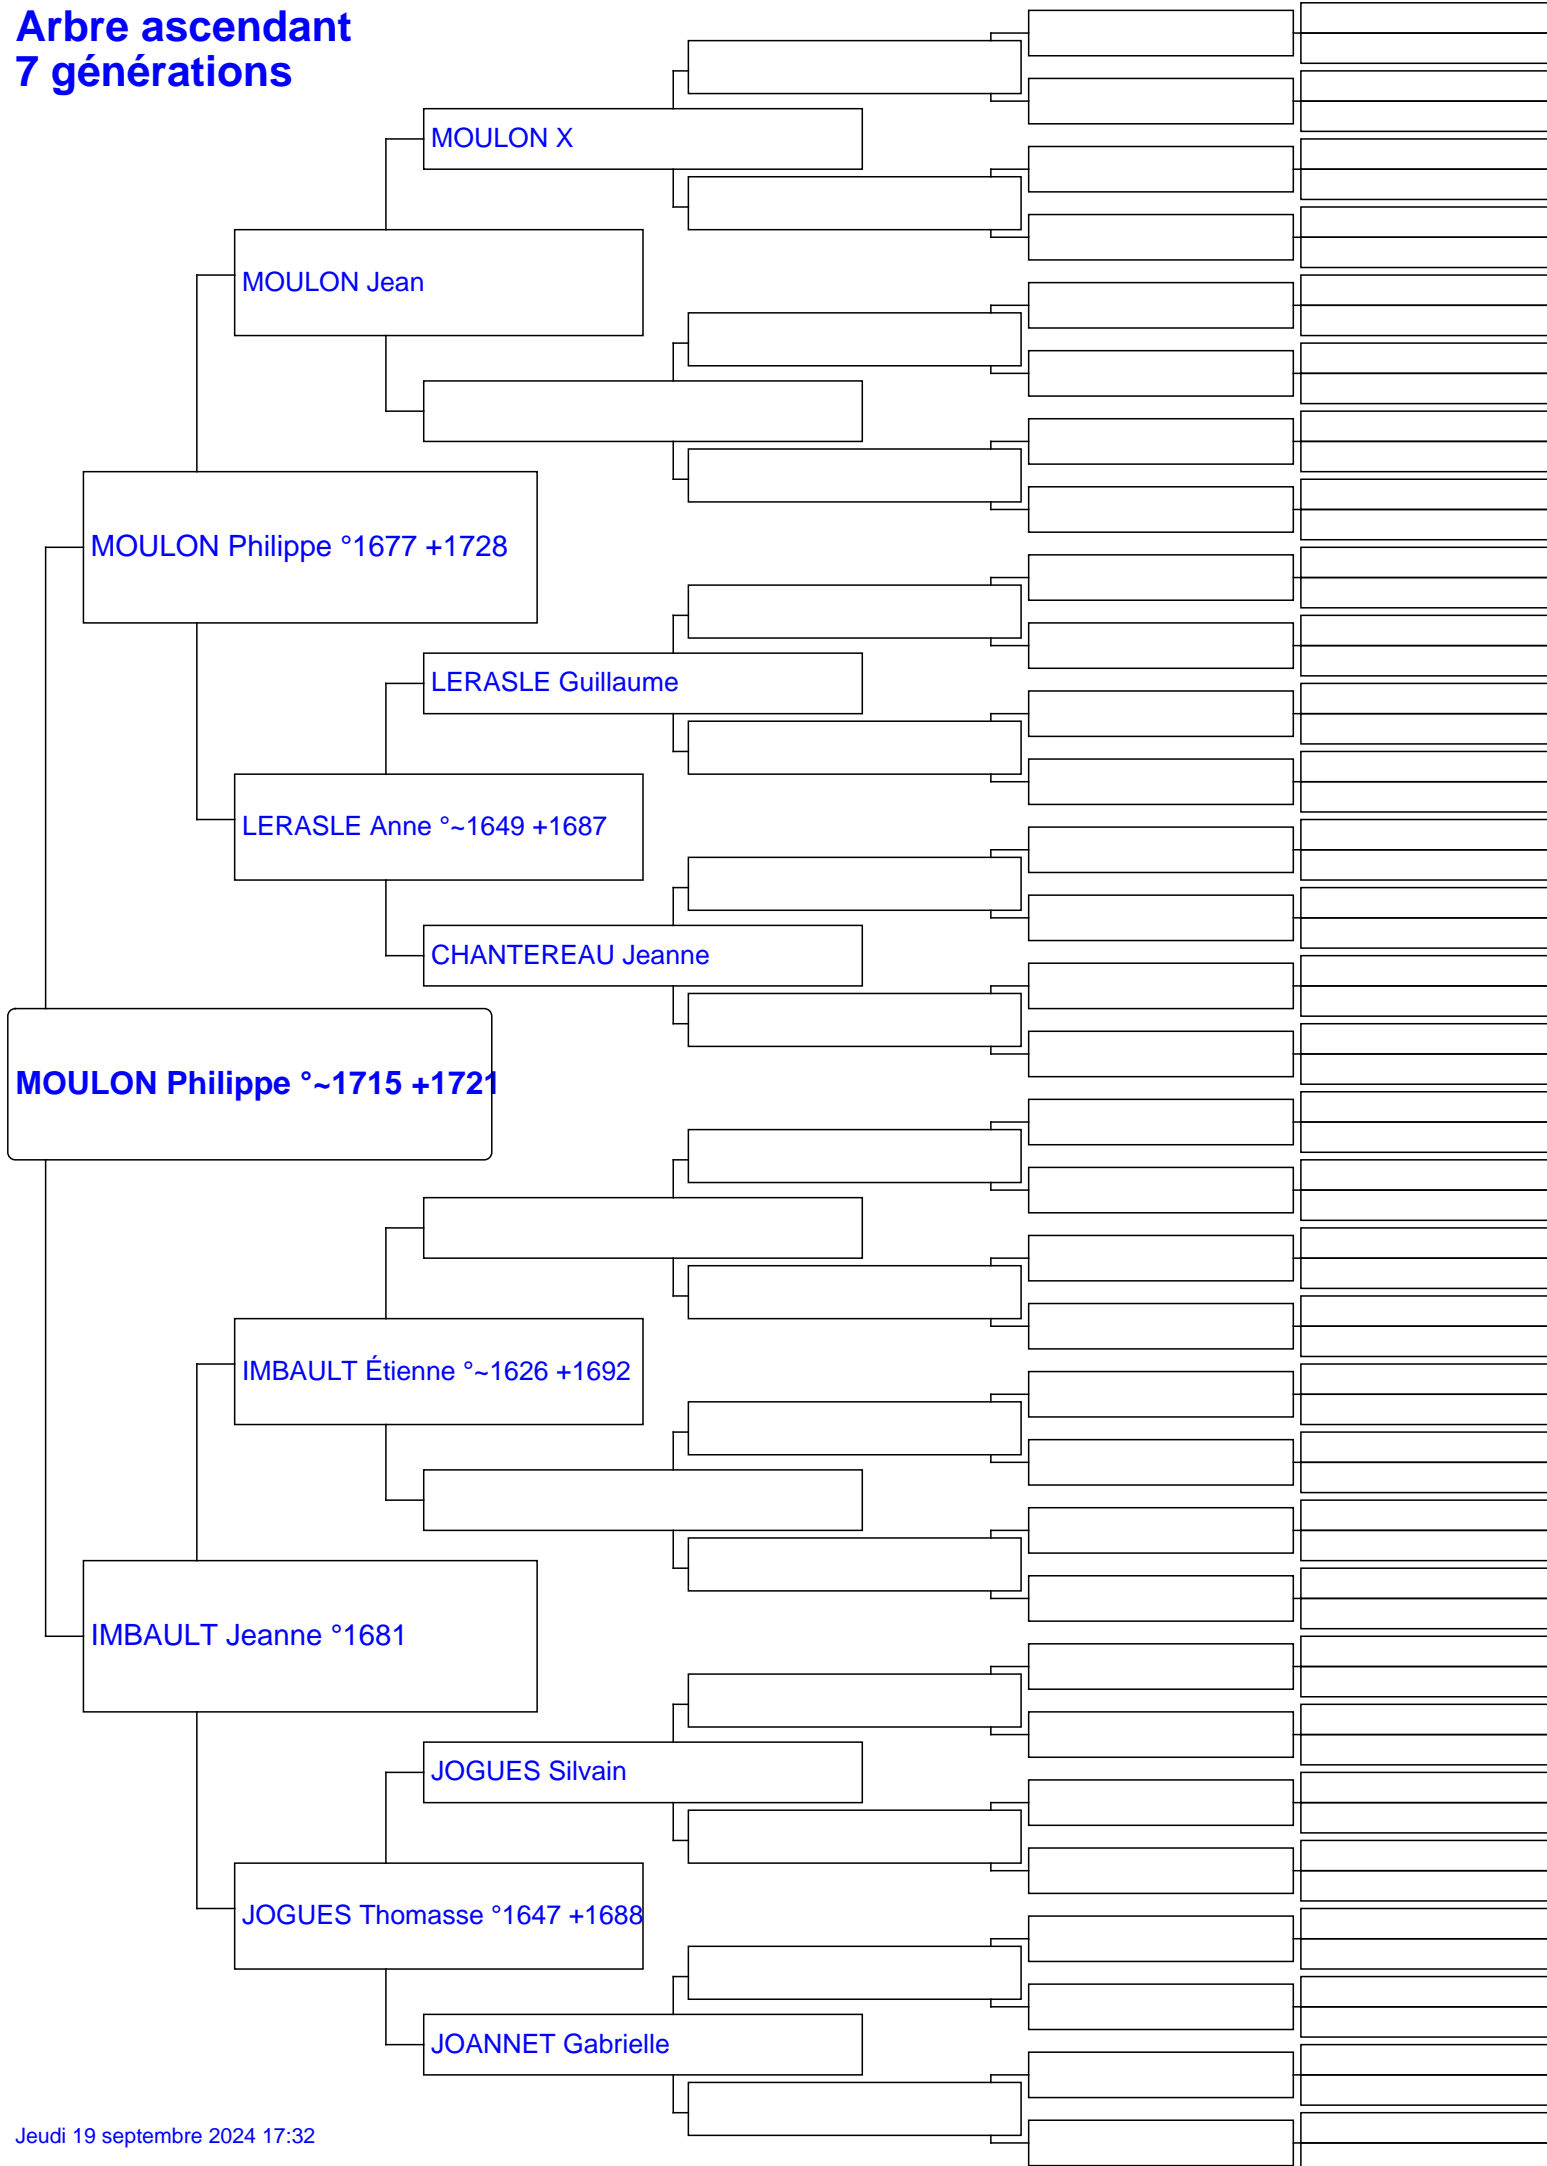 Arbre ascendant
7 générations
MOULON X
MOULON Jean
MOULON Philippe °1677 +1728
LERASLE Guillaume
LERASLE Anne °~1649 +1687
CHANTEREAU Jeanne
MOULON Philippe °~1715 +1721
IMBAULT Étienne °~1626 +1692
IMBAULT Jeanne °1681
JOGUES Silvain
JOGUES Thomasse °1647 +1688
JOANNET Gabrielle
Jeudi 19 septembre 2024 17:32